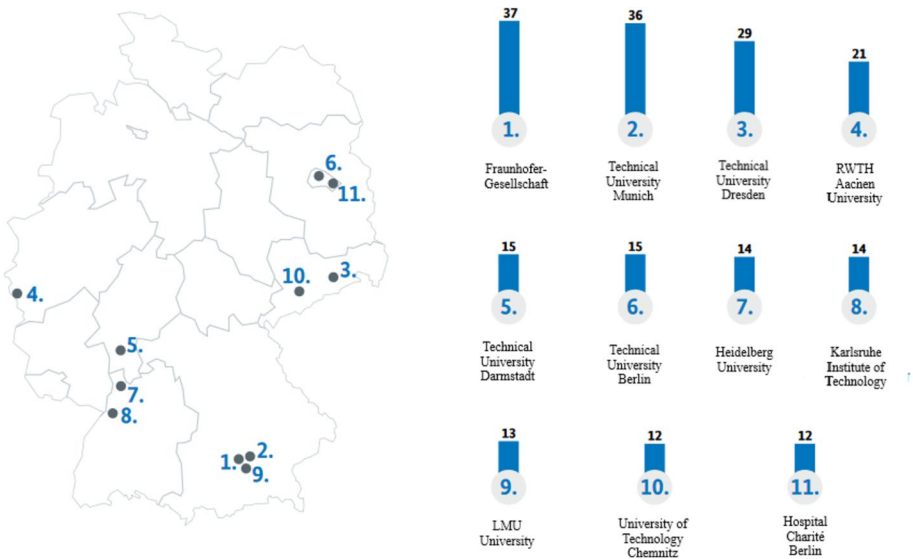 6.
11.
10.
3.
4.
5.
7.
8.
1.
2.
9.
37
36
29
21
1.
2.
3.
4.
Fraunhofer-
Gesellschaft
Technical
University
Munich
Technical
University
Dresden
RWTH
Aachen
University
15
15
14
14
5.
6.
7.
8.
Technical
University
Darmstadt
Technical
University
Berlin
Heidelberg
University
Karlsruhe
Institute of
Technology
13
12
12
9.
10.
11.
LMU
University
University of
Technology
Chemnitz
Hospital
Charité
Berlin